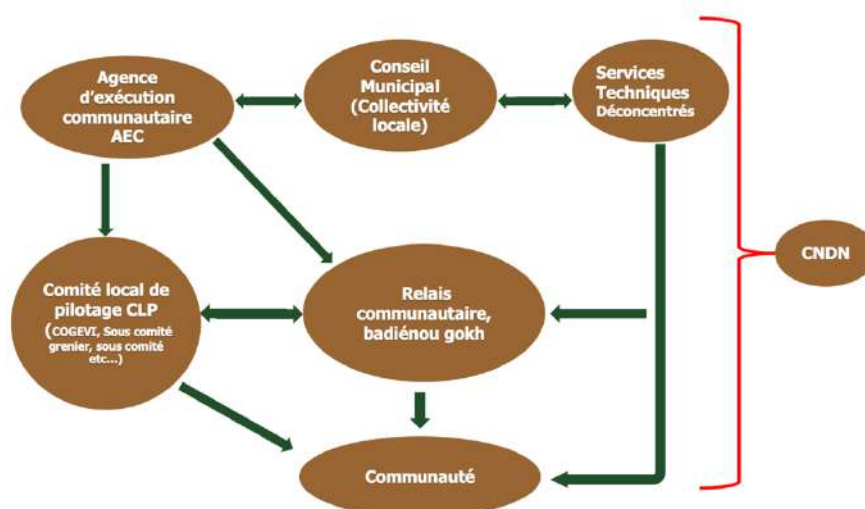 Agence
d'exécution
communautaire
AEC
Conseil
Municipal
(Collectivité
locale)
Services
Techniques
Déconcentrés
CNDN
Comité local de
pilotage CLP
(COGEVI, Sous comité
grenier, sous comité
etc...)
Relais
communautaire,
badiénou gokh
Communauté